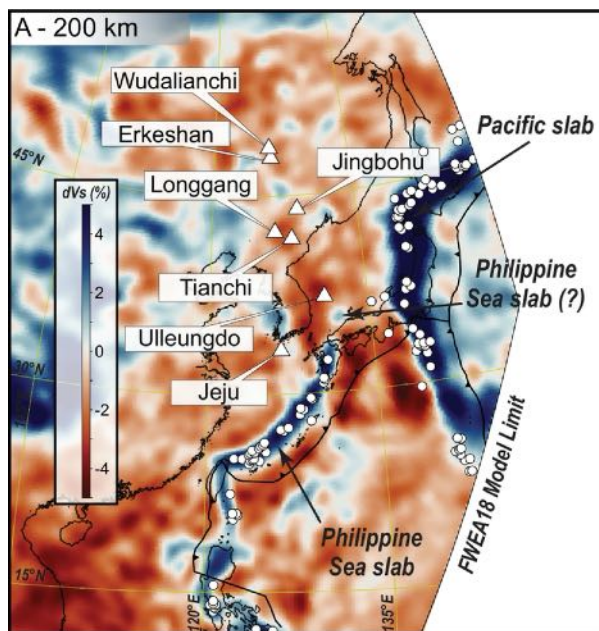 A - 200 km
Wudalianchi
Erkeshan
Pacific slab
45°N
Jingbohu
dVs (%)
Longgang
4
2
Tianchi
Philippine
Sea slab (?)
0
Ulleungdo
-2
30°N
Jeju
-4
FWEA18 Model Limit
Philippine
Sea slab
15°N
120°E
135°E